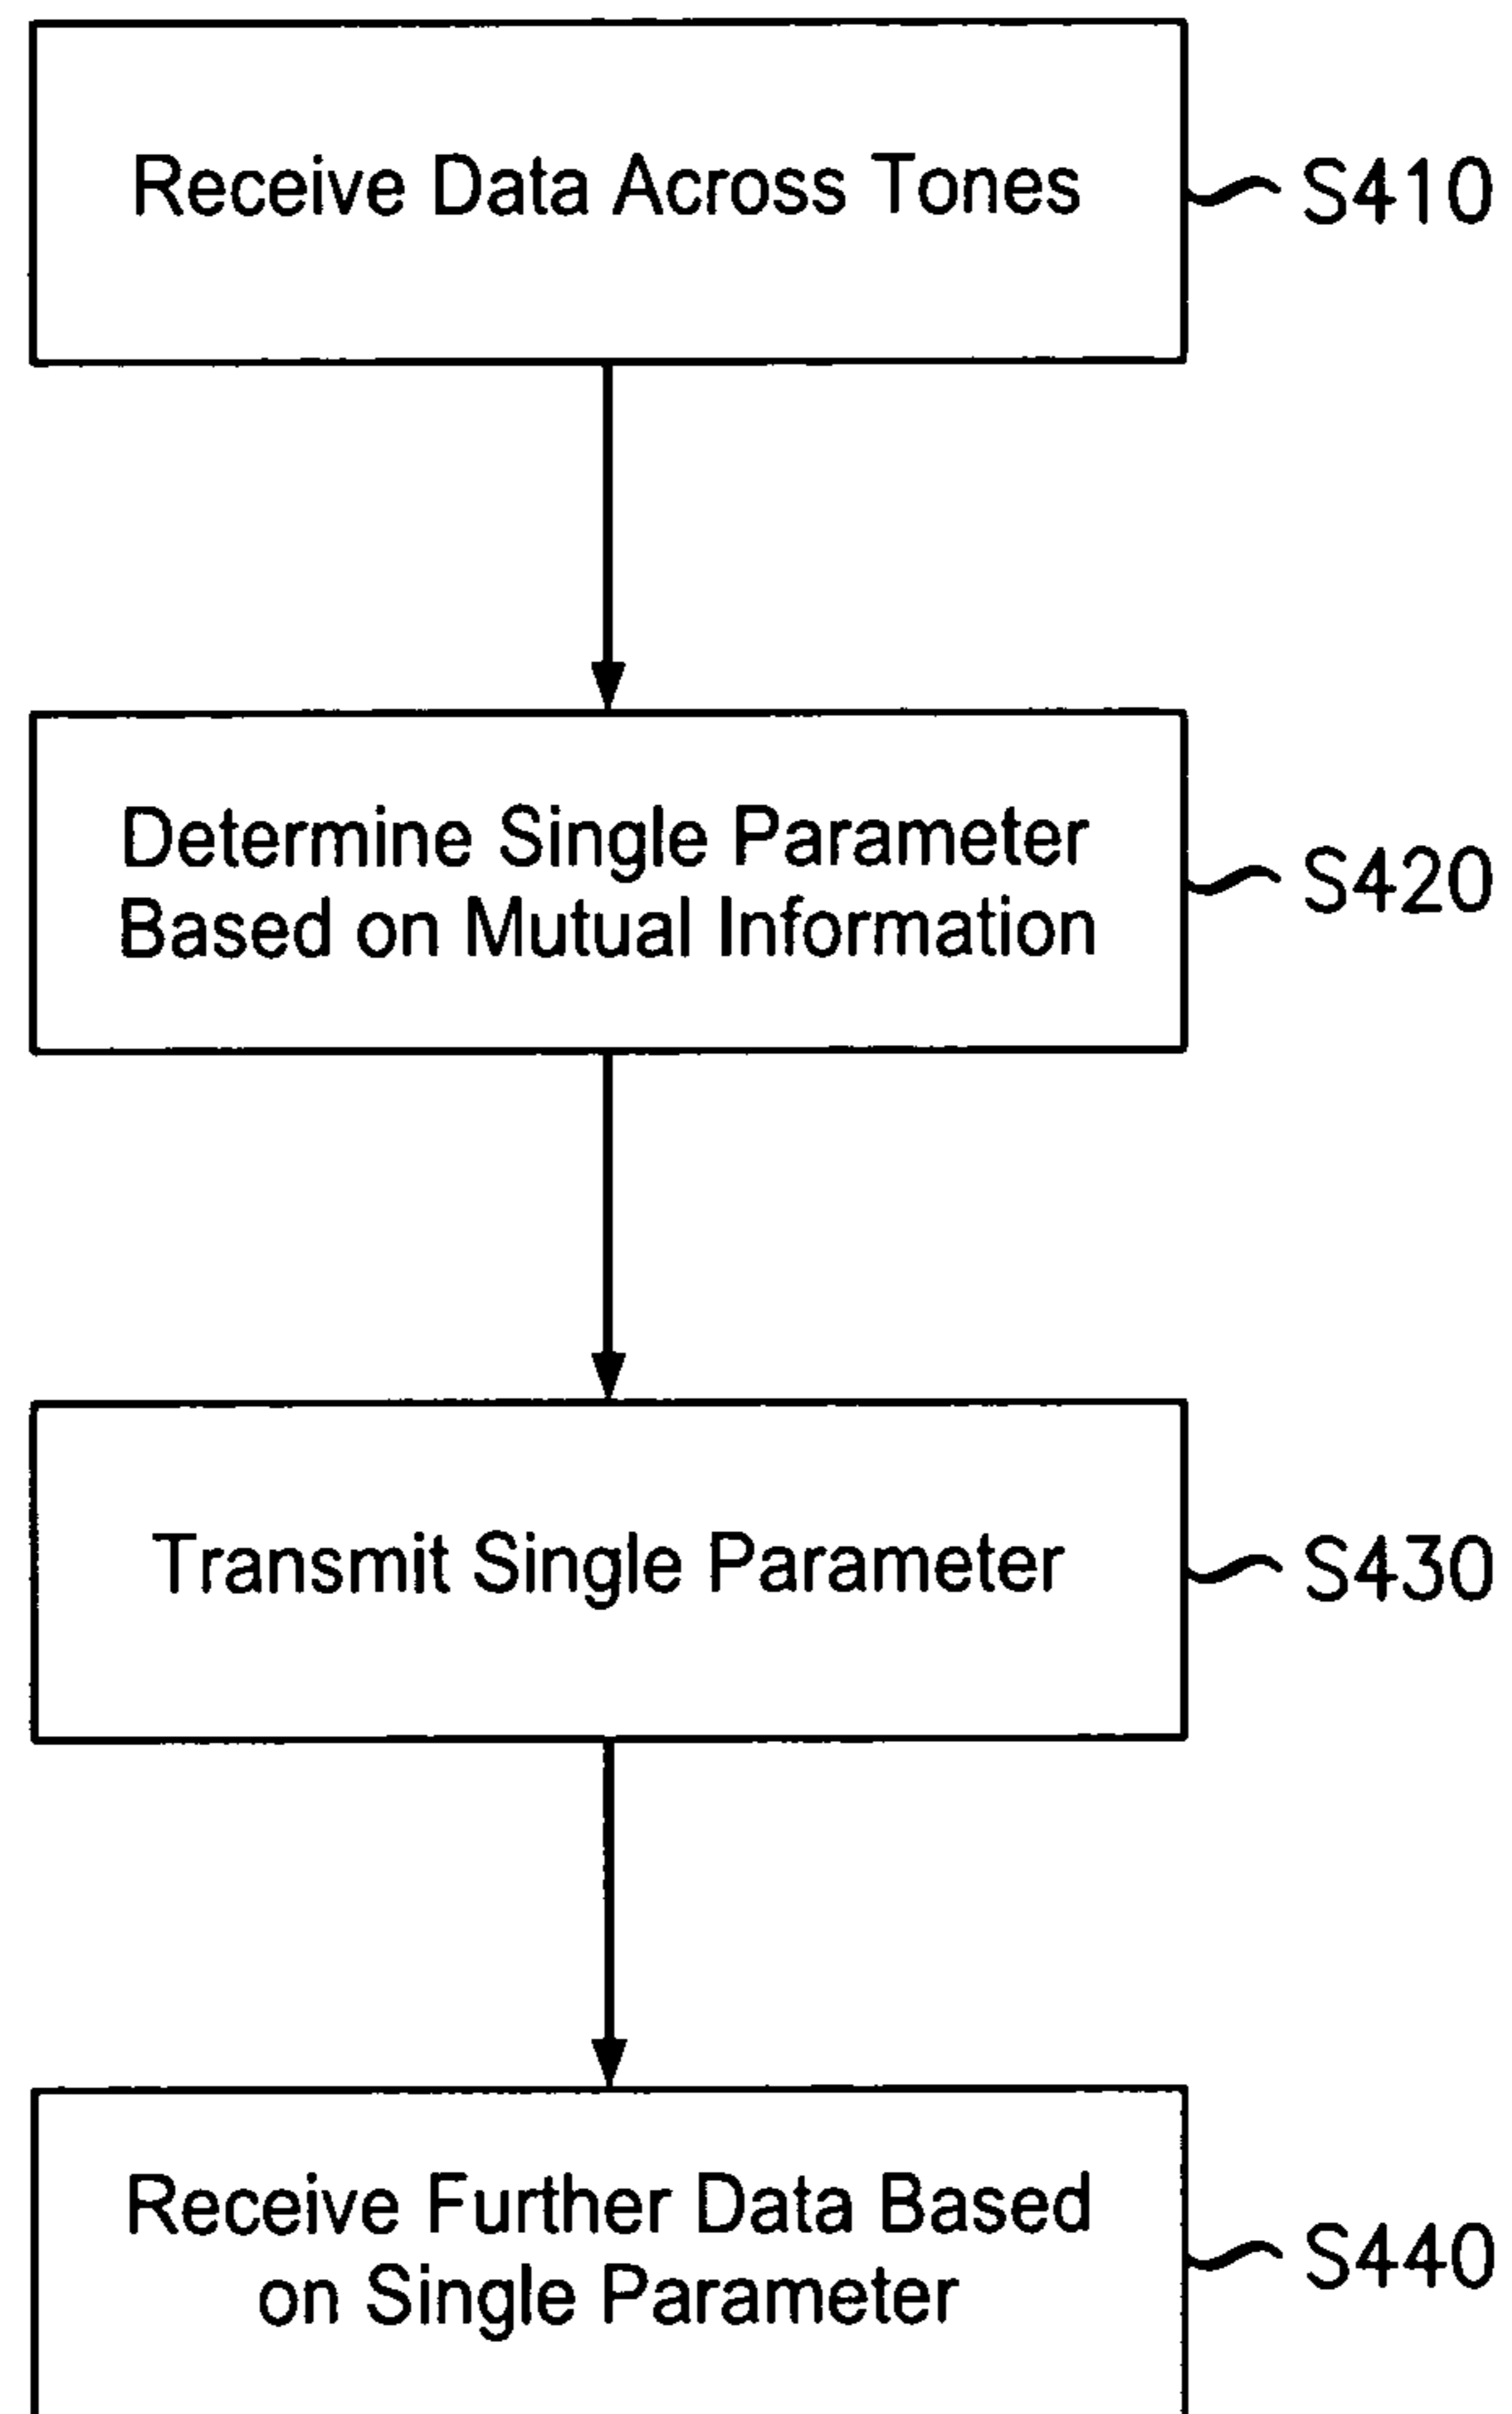 Receive Data Across Tones
S410
Determine Single Parameter
Based on Mutual Information
S420
Transmit Single Parameter
S430
Receive Further Data Based
on Single Parameter
S440